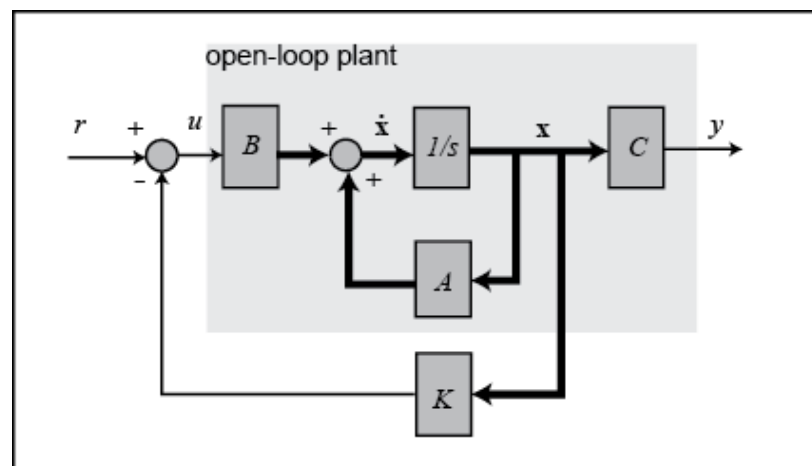 open-loop plant
r
+
-
u
B
+
+
ẋ
1/s
x
C
y
A
K